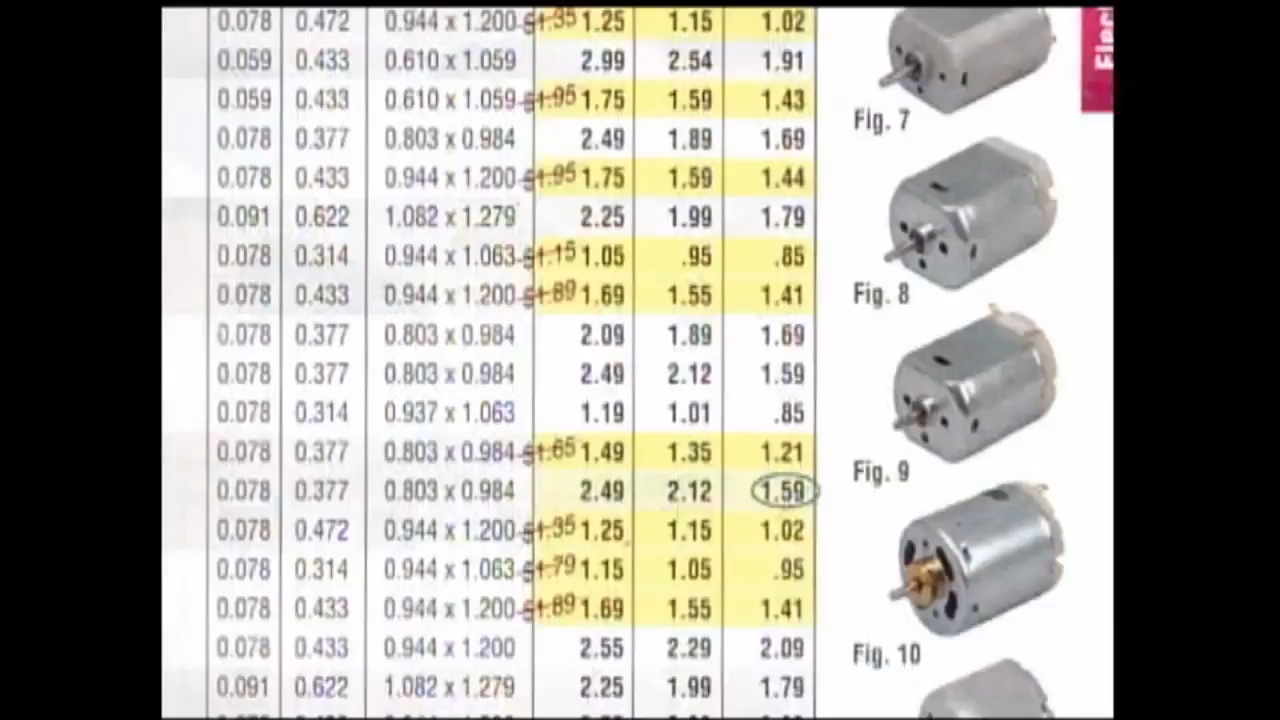 0.078 0.472 0.944 x 1.200 $1.35 1.25 1.15 1.02
0.059 0.433 0.610 x 1.059 2.99 2.54 1.91
0.059 0.433 0.610 x 1.059 $1.95 1.75 1.59 1.43
0.078 0.377 0.803 x 0.984 2.49 1.89 1.69
0.078 0.433 0.944 x 1.200 $1.95 1.75 1.59 1.44
0.091 0.622 1.082 x 1.279 2.25 1.99 1.79
0.078 0.314 0.944 x 1.063 $1.15 1.05 .95 .85
0.078 0.433 0.944 x 1.200 $1.89 1.69 1.55 1.41
0.078 0.377 0.803 x 0.984 2.09 1.89 1.69
0.078 0.377 0.803 x 0.984 2.49 2.12 1.59
0.078 0.314 0.937 x 1.063 1.19 1.01 .85
0.078 0.377 0.803 x 0.984 $1.65 1.49 1.35 1.21
0.078 0.377 0.803 x 0.984 2.49 2.12 1.59
0.078 0.472 0.944 x 1.200 $1.35 1.25 1.15 1.02
0.078 0.314 0.944 x 1.063 $1.79 1.15 1.05 .95
0.078 0.433 0.944 x 1.200 $1.89 1.69 1.55 1.41
0.078 0.433 0.944 x 1.200 2.55 2.29 2.09
0.091 0.622 1.082 x 1.279 2.25 1.99 1.79
Fig. 7
Fig. 8
Fig. 9
Fig. 10